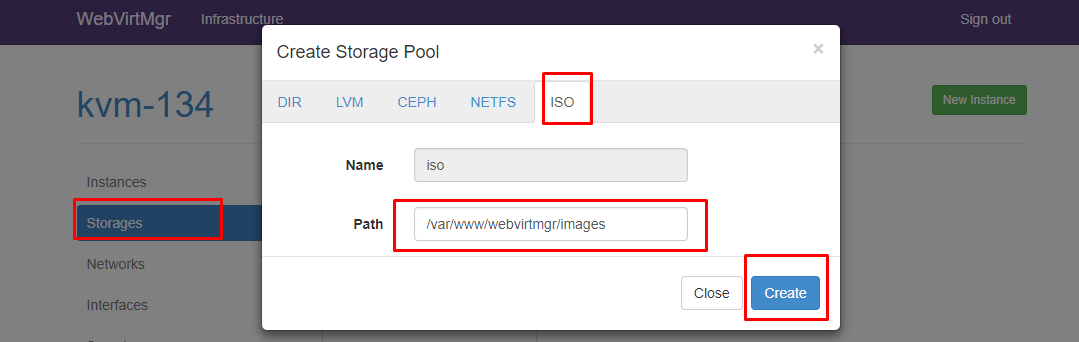 WebVirtMgr Infrastructure Sign out
Create Storage Pool ×
DIR LVM CEPH NETFS ISO
kvm-134
New Instance
Name iso
Instances
Path /var/www/webvirtmgr/images
Storages
Networks
Close Create
Interfaces